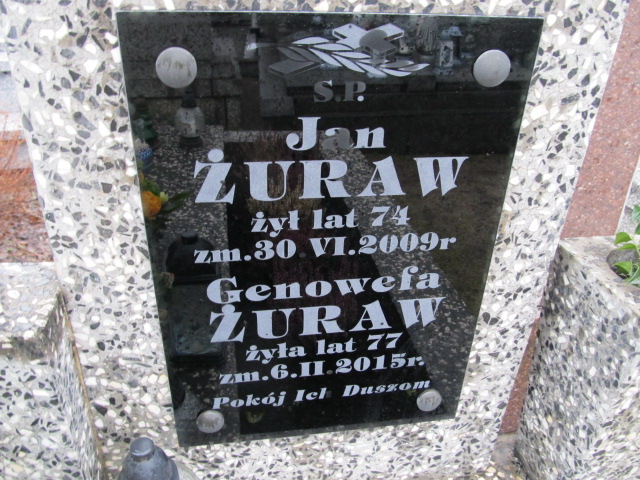 S.P.
Jan
ŻURAW
żył lat 74
zm.30.VI.2009r
Genowefa
ŻURAW
żyła lat 77
zm.6.II.2015r.
Pokój Ich Duszom